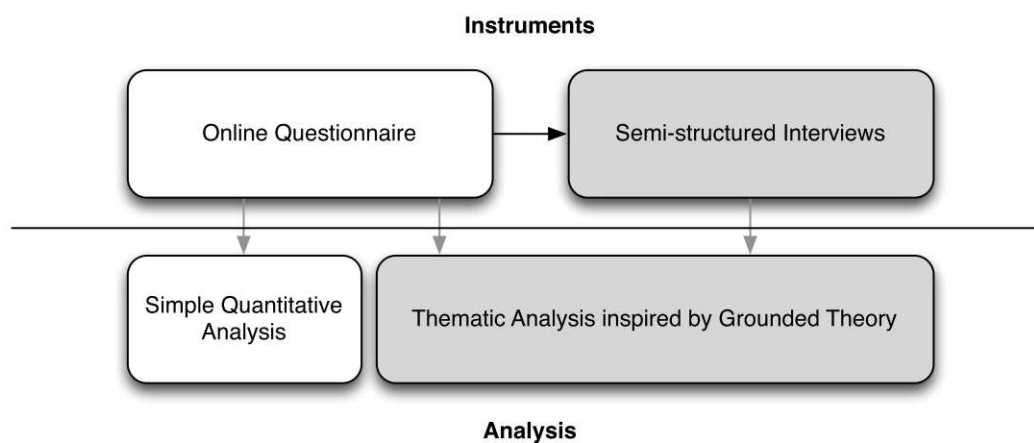 Instruments
Online Questionnaire
Semi-structured Interviews
Simple Quantitative
Analysis
Thematic Analysis inspired by Grounded Theory
Analysis